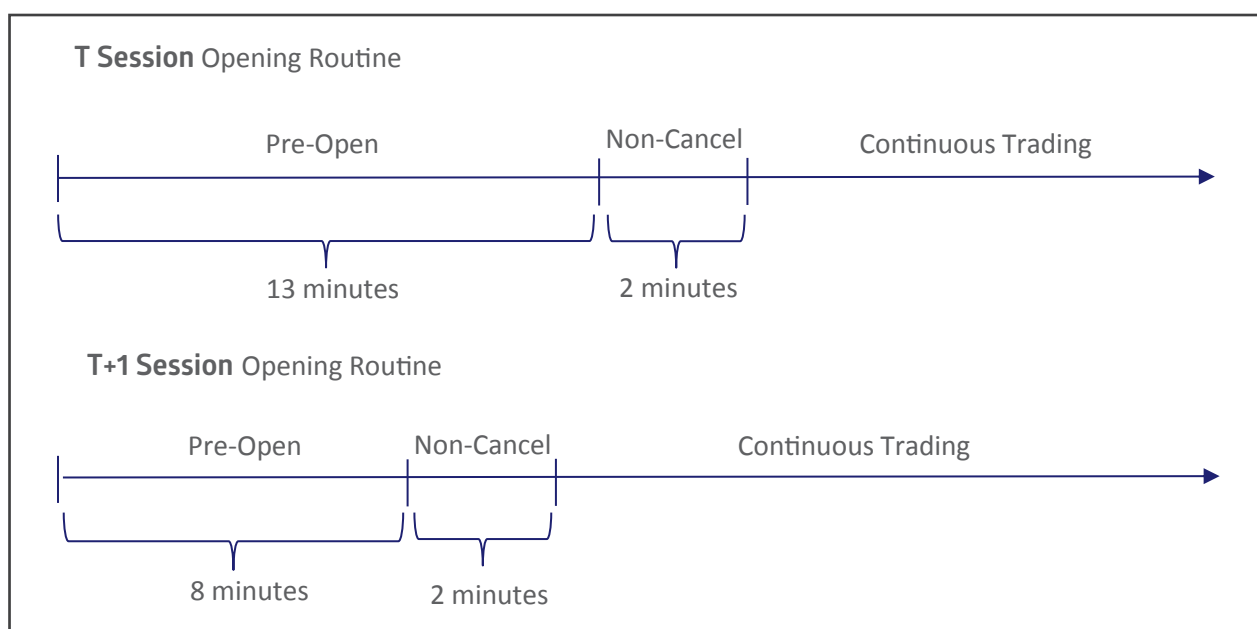 T Session Opening Routine
Pre-Open Non-Cancel Continuous Trading
13 minutes 2 minutes
T+1 Session Opening Routine
Pre-Open Non-Cancel Continuous Trading
8 minutes 2 minutes